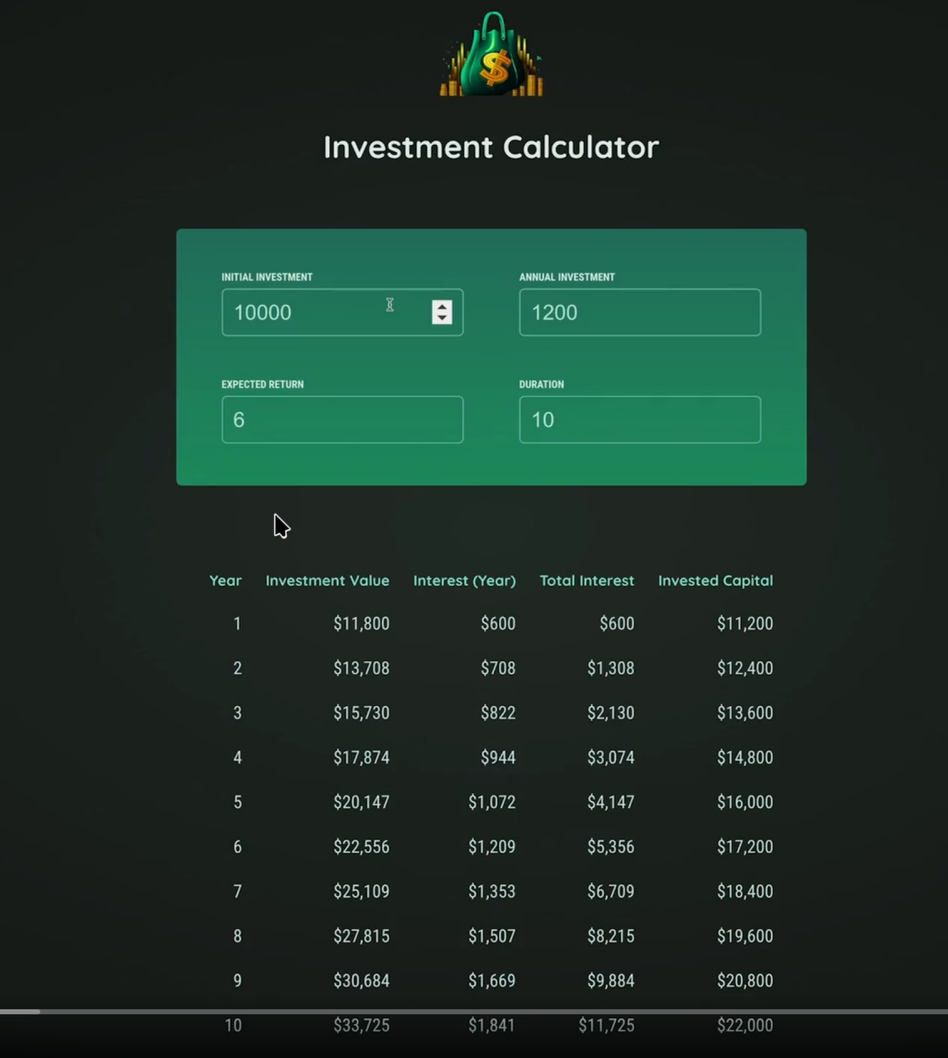 $
Investment Calculator
INITIAL INVESTMENT ANNUAL INVESTMENT
10000 1200
EXPECTED RETURN DURATION
6 10
Year Investment Value Interest (Year) Total Interest Invested Capital
1 $11,800 $600 $600 $11,200
2 $13,708 $708 $1,308 $12,400
3 $15,730 $822 $2,130 $13,600
4 $17,874 $944 $3,074 $14,800
5 $20,147 $1,072 $4,147 $16,000
6 $22,556 $1,209 $5,356 $17,200
7 $25,109 $1,353 $6,709 $18,400
8 $27,815 $1,507 $8,215 $19,600
9 $30,684 $1,669 $9,884 $20,800
10 $33,725 $1,841 $11,725 $22,000